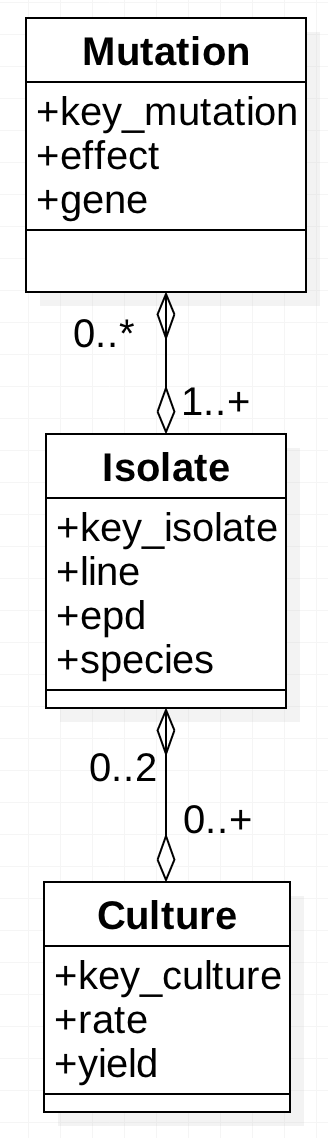 Mutation
+key_mutation
+effect
+gene
0..*
1..+
Isolate
+key_isolate
+line
+epd
+species
0..2
0..+
Culture
+key_culture
+rate
+yield